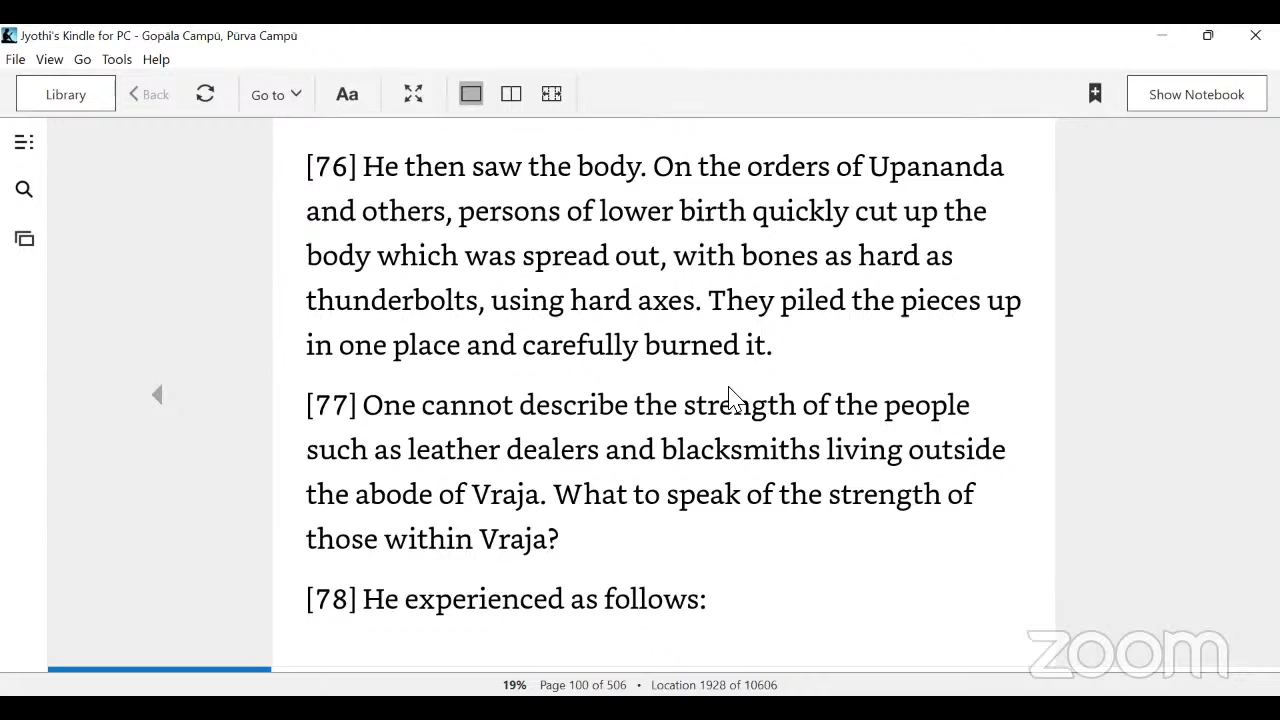 Jyothi's Kindle for PC - Gopāla Campū, Pūrva Campū
File View Go Tools Help
Library Back Go to Aa Show Notebook
[76] He then saw the body. On the orders of Upananda
and others, persons of lower birth quickly cut up the
body which was spread out, with bones as hard as
thunderbolts, using hard axes. They piled the pieces up
in one place and carefully burned it.
[77] One cannot describe the strength of the people
such as leather dealers and blacksmiths living outside
the abode of Vraja. What to speak of the strength of
those within Vraja?
[78] He experienced as follows:
zoom
19% Page 100 of 506 • Location 1928 of 10606